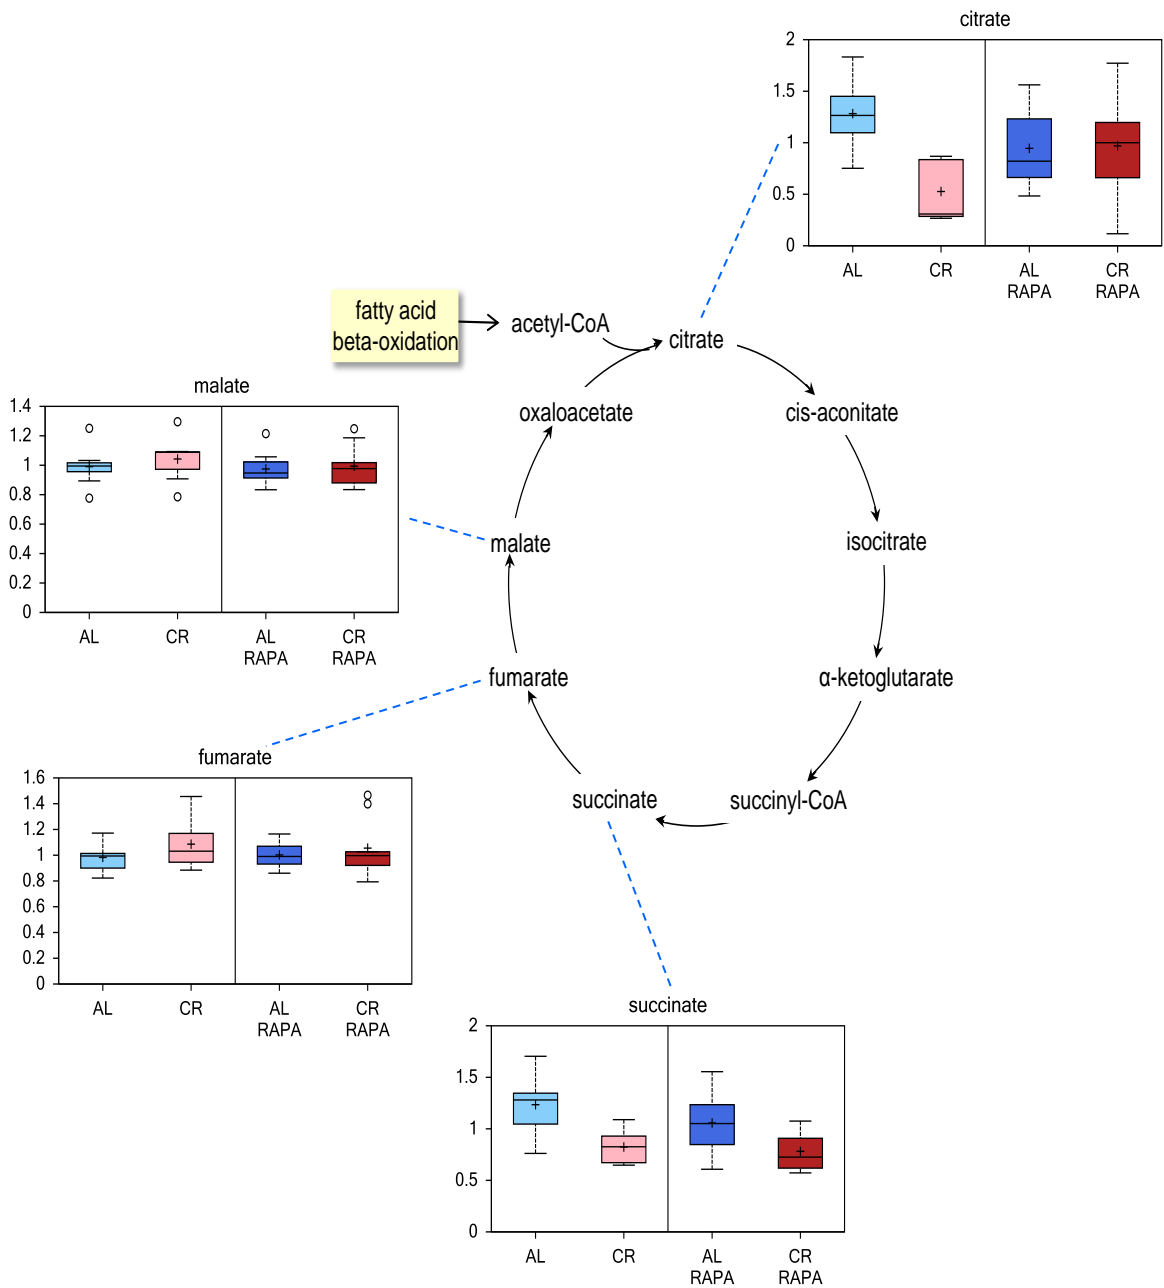 citrate
2
1.5
1
0.5
0
AL
CR
AL
RAPA
CR
RAPA
fatty acid
beta-oxidation
acetyl-CoA
citrate
oxaloacetate
cis-aconitate
malate
1.4
1.2
1
0.8
0.6
0.4
0.2
0
AL
CR
AL
RAPA
CR
RAPA
malate
isocitrate
fumarate
α-ketoglutarate
succinate
succinyl-CoA
fumarate
1.6
1.4
1.2
1
0.8
0.6
0.4
0.2
0
AL
CR
AL
RAPA
CR
RAPA
succinate
2
1.5
1
0.5
0
AL
CR
AL
RAPA
CR
RAPA